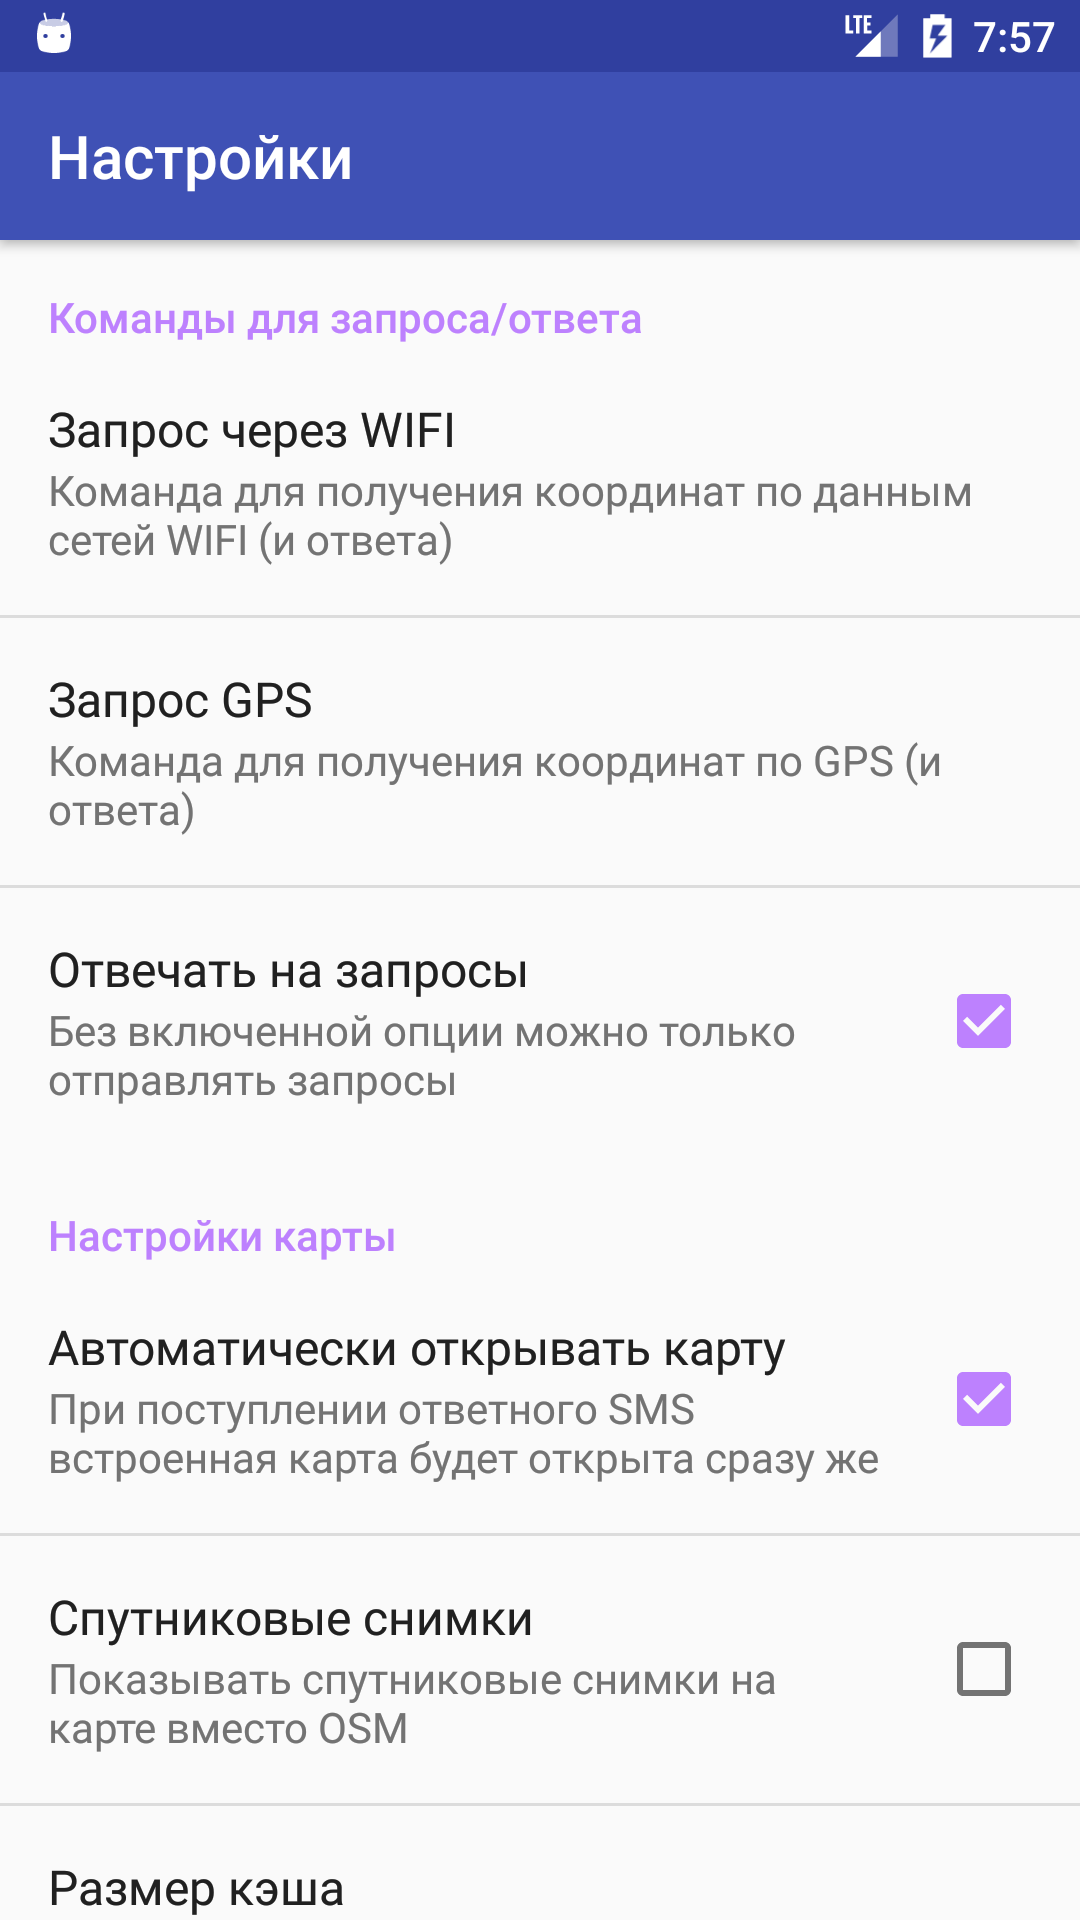 LTE 7:57
Настройки
Команды для запроса/ответа
Запрос через WIFI
Команда для получения координат по данным
сетей WIFI (и ответа)
Запрос GPS
Команда для получения координат по GPS (и
ответа)
Отвечать на запросы
Без включенной опции можно только
отправлять запросы
Настройки карты
Автоматически открывать карту
При поступлении ответного SMS
встроенная карта будет открыта сразу же
Спутниковые снимки
Показывать спутниковые снимки на
карте вместо OSM
Размер кэша